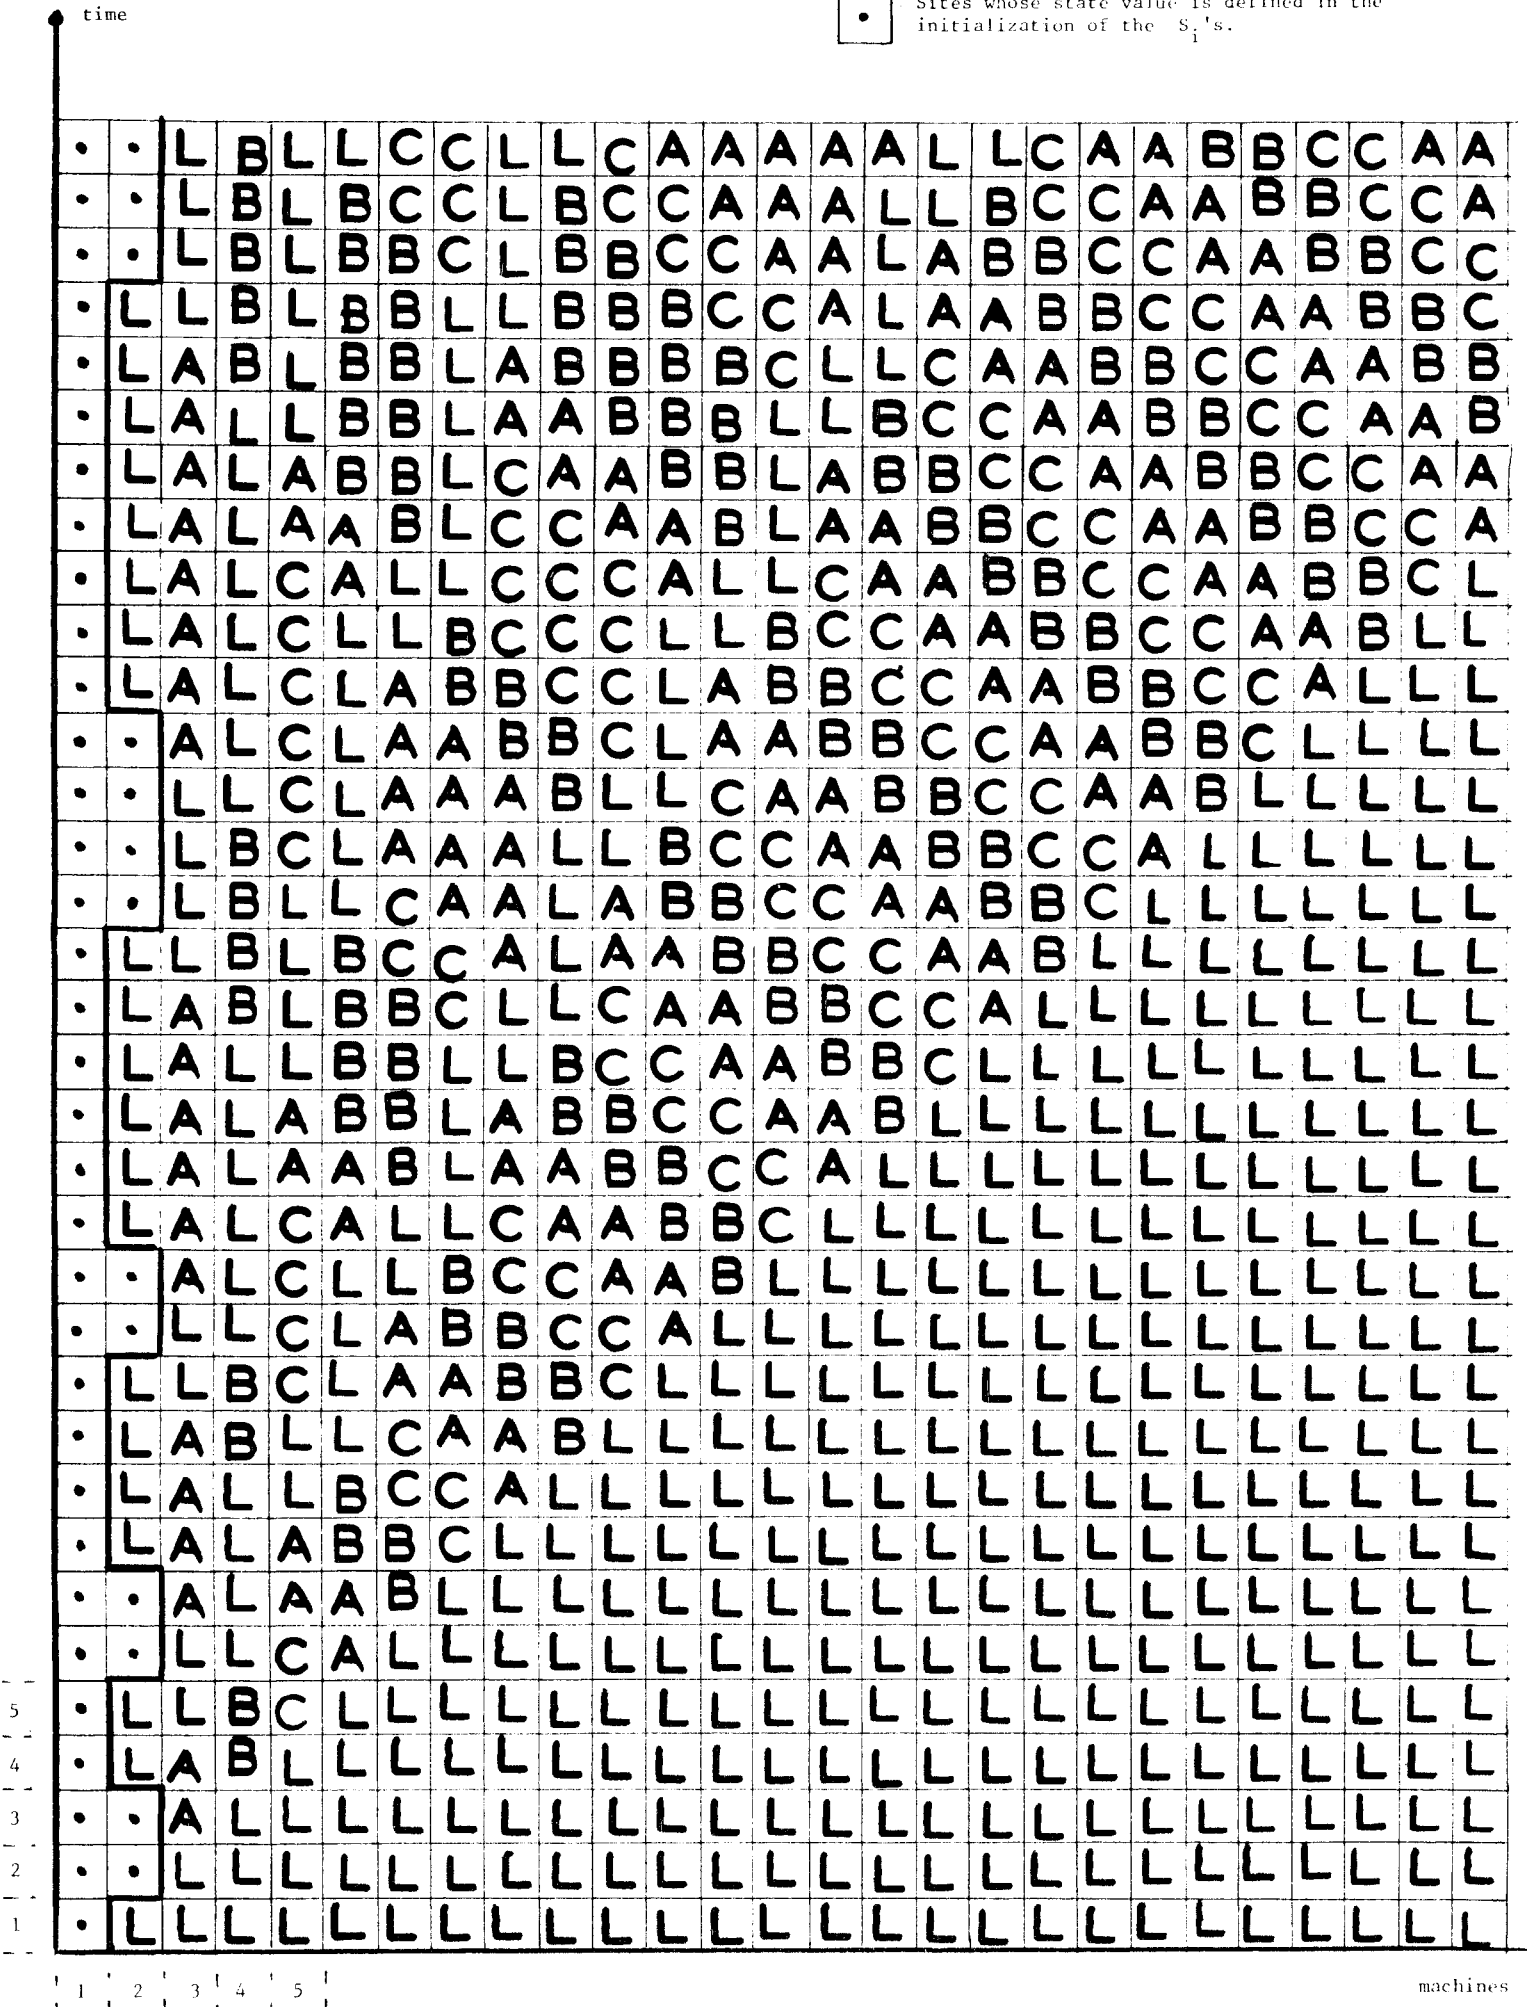 time
• Sites whose state value is defined in the
initialization of the Si's.
• • L B L L C C L L C A A A A A L L C A A B B C C A A
• • L B L B C C L B C C A A A L L B C C A A B B C C A
• • L B L B B C L B B C C A A L A B B C C A A B B C C
• L L B L B B L L B B B C C A L A A B B C C A A B B C
• L A B L B B L A B B B B C L L C A A B B C C A A B B
• L A L L B B L A A B B B L L B C C A A B B C C A A B
• L A L A B B L C A A B B L A B B C C A A B B C C A A
• L A L A A B L C C A A B L A A B B C C A A B B C C A
• L A L C A L L C C C A L L C A A B B C C A A B B C L
• L A L C L L B C C C L L B C C A A B B C C A A B L L
• L A L C L A B B C C L A B B C C A A B B C C A L L L
• • A L C L A A B B C L A A B B C C A A B B C L L L L
• • L L C L A A A B L L C A A B B C C A A B L L L L L
• • L B C L A A A L L B C C A A B B C C A L L L L L L
• • L B L L C A A L A B B C C A A B B C L L L L L L L
• L L B L B C C A L A A B B C C A A B L L L L L L L L
• L A B L B B C L L C A A B B C C A L L L L L L L L L
• L A L L B B L L B C C A A B B C L L L L L L L L L L
• L A L A B B L A B B C C A A B L L L L L L L L L L L
• L A L A A B L A A B B C C A L L L L L L L L L L L L
• L A L C A L L C A A B B C L L L L L L L L L L L L L
• • A L C L L B C C A A B L L L L L L L L L L L L L L
• • L L C L A B B C C A L L L L L L L L L L L L L L L
• L L B C L A A B B C L L L L L L L L L L L L L L L L
• L A B L L C A A B L L L L L L L L L L L L L L L L L
• L A L L B C C A L L L L L L L L L L L L L L L L L L
• L A L A B B C L L L L L L L L L L L L L L L L L L L
• • A L A A B L L L L L L L L L L L L L L L L L L L L
• • L L C A L L L L L L L L L L L L L L L L L L L L L
5 • L L B C L L L L L L L L L L L L L L L L L L L L L L
4 • L A B L L L L L L L L L L L L L L L L L L L L L L L
3 • • A L L L L L L L L L L L L L L L L L L L L L L L L
2 • • L L L L L L L L L L L L L L L L L L L L L L L L L
1 • L L L L L L L L L L L L L L L L L L L L L L L L L L
1 2 3 4 5 machines